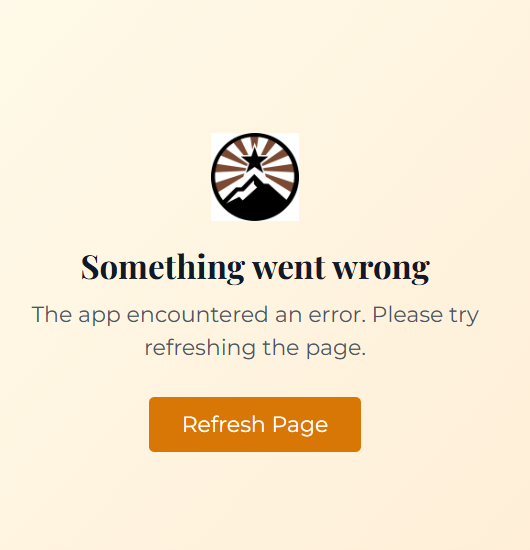 Something went wrong
The app encountered an error. Please try
refreshing the page.
Refresh Page